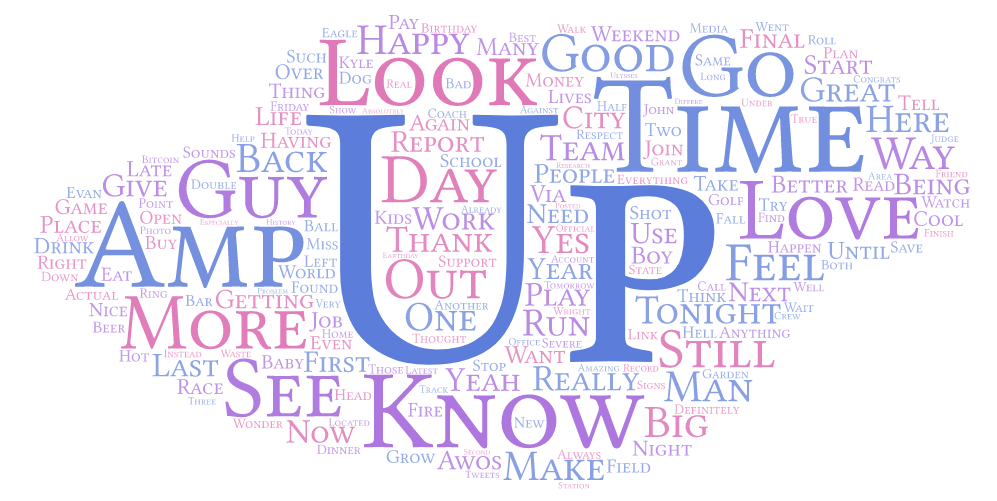 Eagle Pay Birthday
Happy Many Best Walk Weekend Media Went Roll
Look Good Go Same Long Final Plan
Such Over Kyle Dog Real Bad Money Start Congrats
Thing Ulysses Great
Friday Life Show Absolutely Coach Against Lives Half John Under True Tell
Today Having Again City Respect Two Time Here
Help Report Team Join Grant Judge
Bitcoin Sounds Back School Research Everything Way
Late Double Day People Take Area Friend
Evan Give Guy Already Via Golf Better Read Being
Game Point Kids Work Posted Need Shot Fall Try Find Love Watch
Place Open Photo Especially History Ball Official Use Cool
Allow Drink Buy Amp Miss Thank Yes Boy Happen Until Save Finish
Right Left Earthday Support Account State Feel Both
Down Eat World Out Year Tomorrow Call Well
Actual Ring Problem Found Another Play Think Next
Nice Bar Getting Very One Wright Tonight Wait Crew
Beer More Job Home Run Link Hell Anything
Up
Hot Instead Waste Even Thought Office Severe Still
Last Baby First Those Latest Want Amazing Record Garden
Race Stop Really Signs Man
Three See Head Track Yeah Definitely
Wonder Located Fire Know New Big
Now
Dinner Grow Awos Second Tweets Make Always Field Night
Station